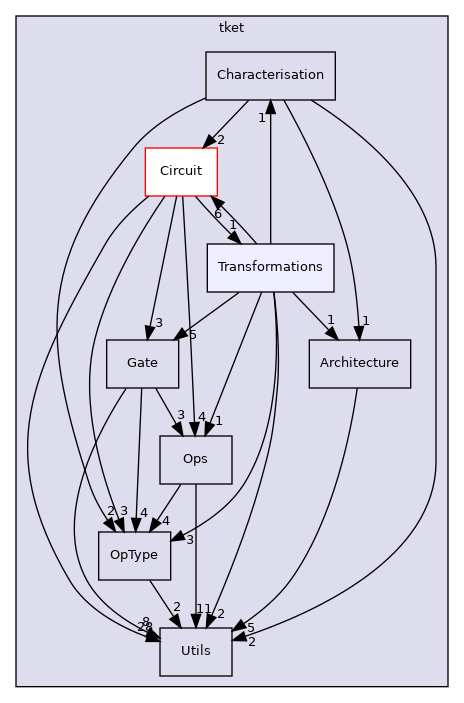 tket
Characterisation
1
2
Circuit
6
1
Transformations
3
5
1
1
Gate
Architecture
3
4
1
Ops
2
3
4
4
3
OpType
2
11
2
8
28
5
2
Utils